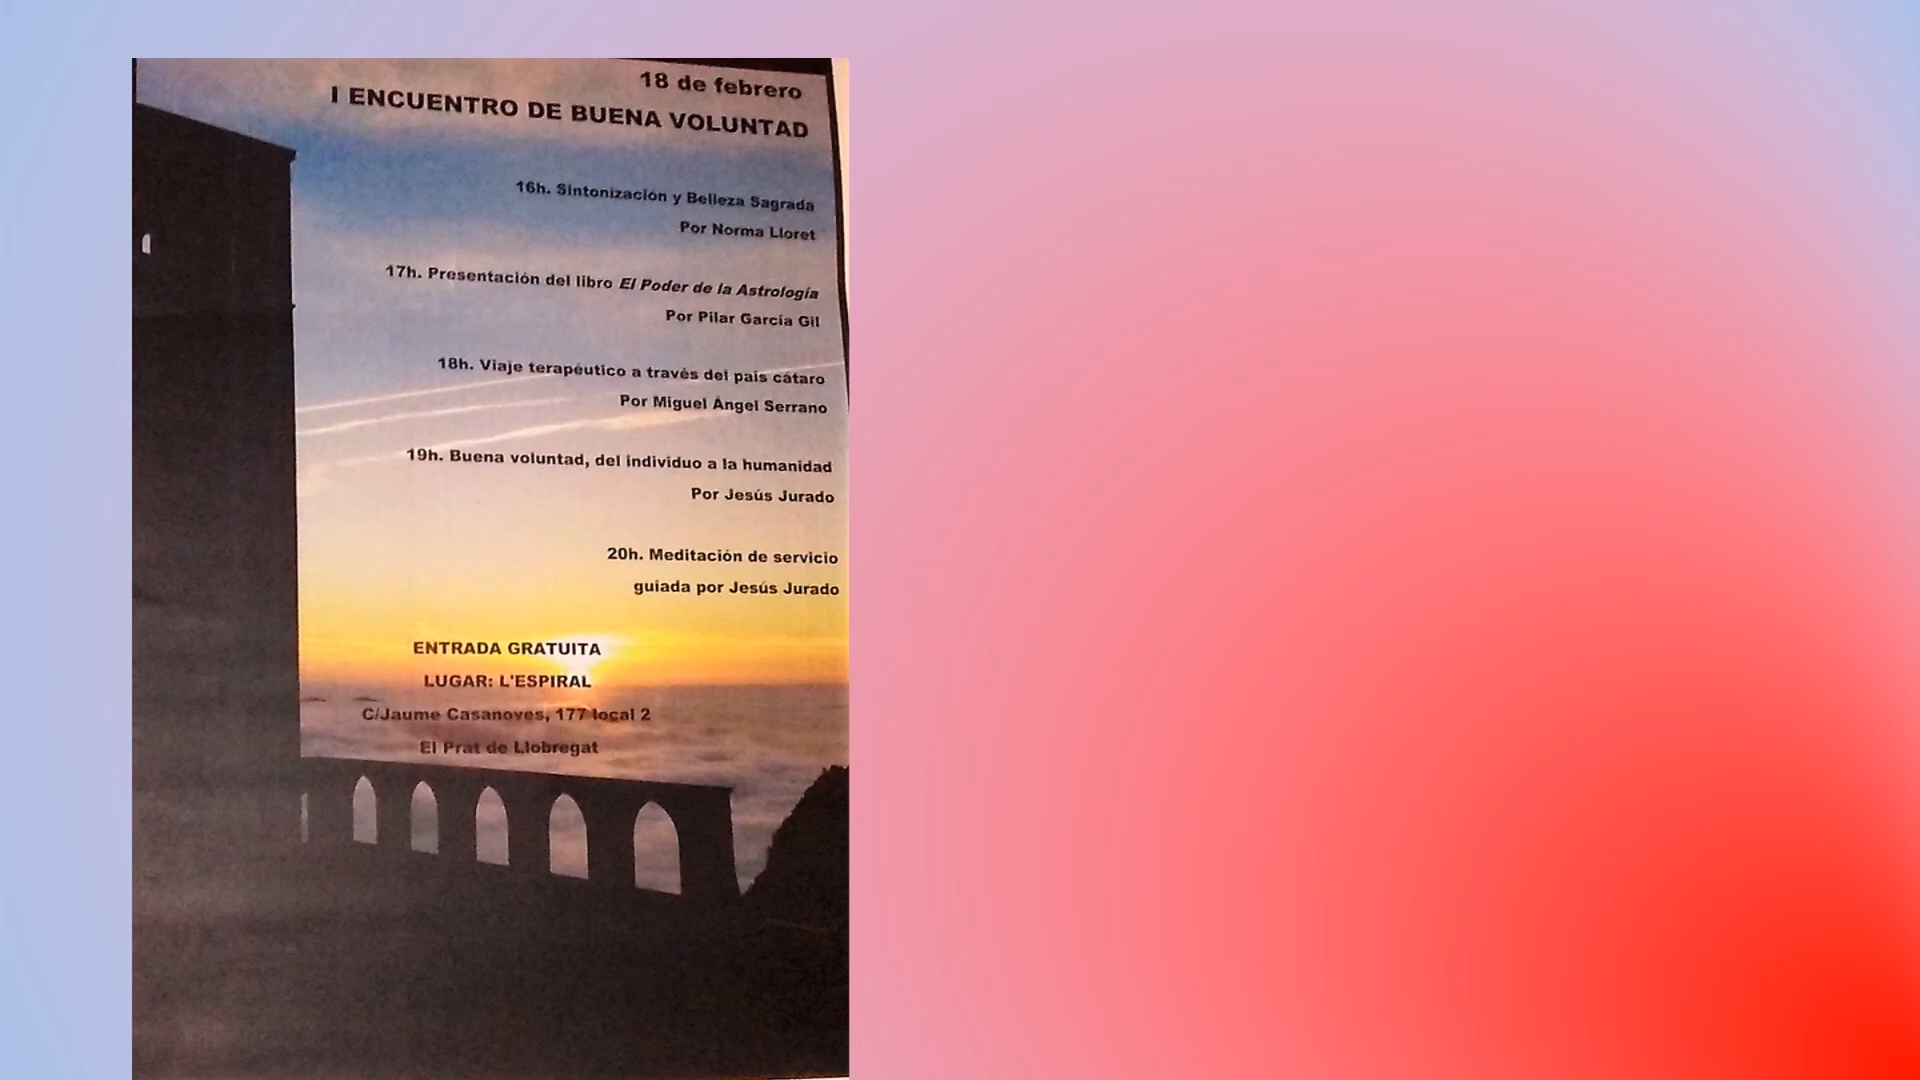 18 de febrero
I ENCUENTRO DE BUENA VOLUNTAD
16h. Sintonización y Belleza Sagrada
Por Norma Lloret
17h. Presentación del libro El Poder de la Astrología
Por Pilar García Gil
18h. Viaje terapéutico a través del país cátaro
Por Miguel Ángel Serrano
19h. Buena voluntad, del individuo a la humanidad
Por Jesús Jurado
20h. Meditación de servicio
guiada por Jesús Jurado
ENTRADA GRATUITA
LUGAR: L'ESPIRAL
C/Jaume Casanoves, 177 local 2
El Prat de Llobregat